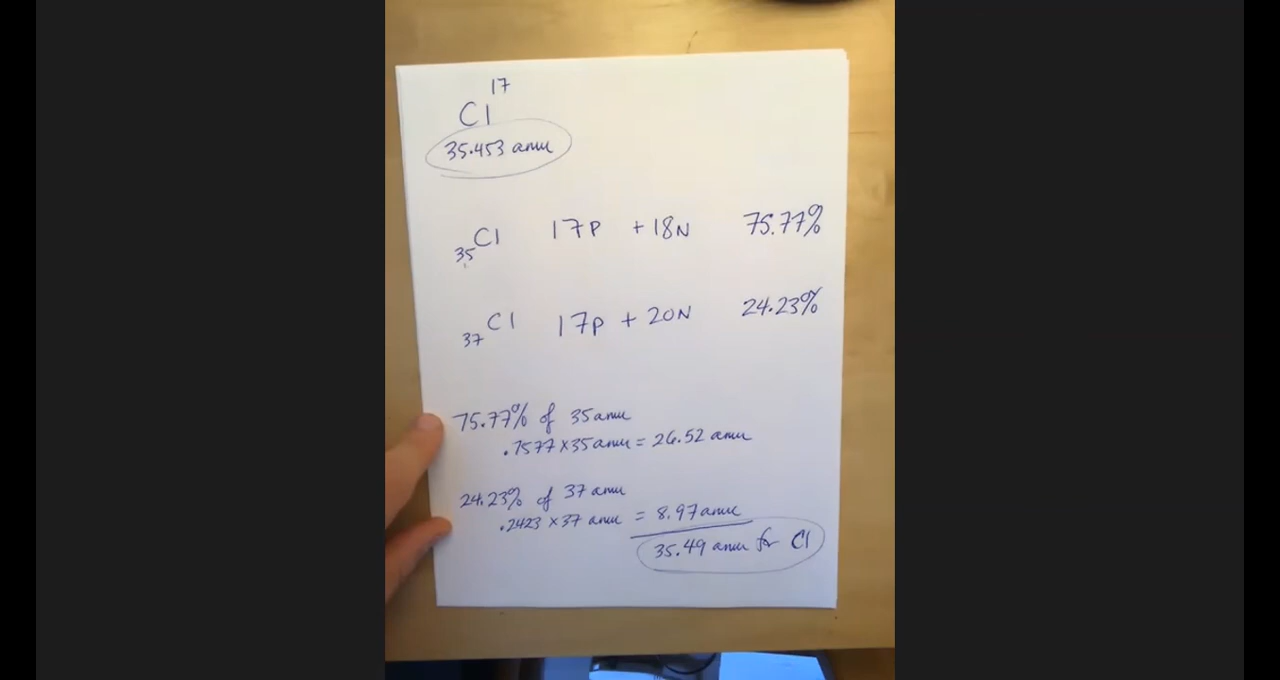 17
Cl
35.453 amu
35Cl 17P + 18N 75.77%
37Cl 17P + 20N 24.23%
75.77% of 35 amu
.7577 x 35 amu = 26.52 amu
24.23% of 37 amu
.2423 x 37 amu = 8.97 amu
35.49 amu for Cl